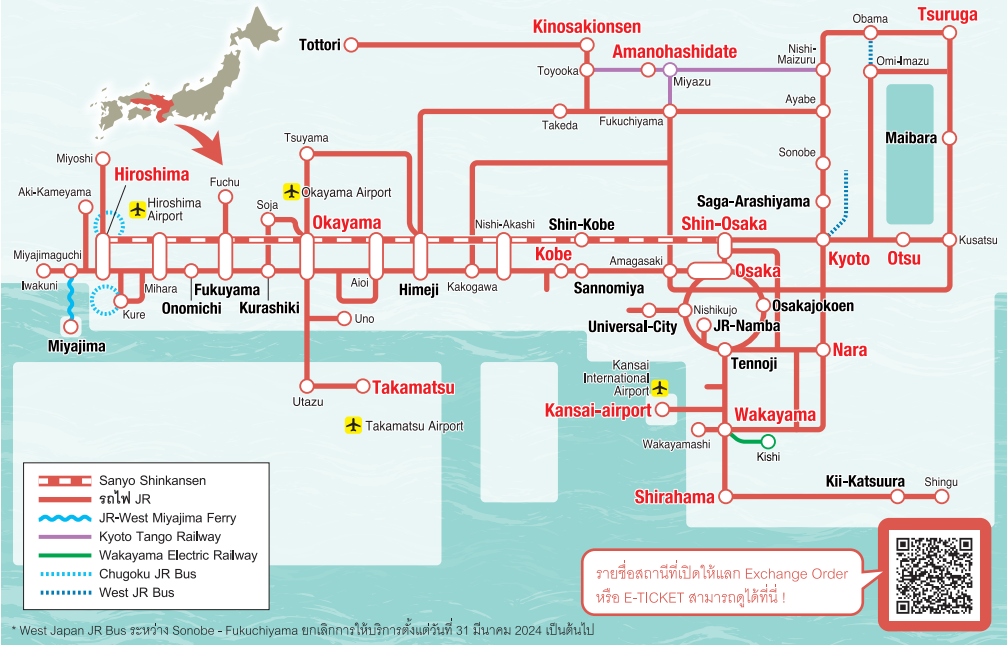 Tottori
Kinosakionsen
Amanohashidate
Obama
Tsuruga
Toyooka
Miyazu
Nishi-
Maizuru
Omi-Imazu
Takeda
Fukuchiyama
Ayabe
Maibara
Tsuyama
Sonobe
Miyoshi
Hiroshima
Aki-Kameyama
Hiroshima
Airport
Fuchu
Soja
Okayama Airport
Okayama
Nishi-Akashi
Shin-Kobe
Saga-Arashiyama
Shin-Osaka
Miyajimaguchi
Iwakuni
Mihara
Onomichi
Fukuyama
Kurashiki
Aioi
Himeji
Kakogawa
Kobe
Sannomiya
Amagasaki
Osaka
Kyoto
Otsu
Kusatsu
Kure
Miyajima
Uno
Universal-City
Nishikujo
JR-Namba
Osakajokoen
Tennoji
Nara
Utazu
Takamatsu
Takamatsu Airport
Kansai
International
Airport
Kansai-airport
Wakayama
Wakayamashi
Kishi
Shirahama
Kii-Katsuura
Shingu
Sanyo Shinkansen
รถไฟ JR
JR-West Miyajima Ferry
Kyoto Tango Railway
Wakayama Electric Railway
Chugoku JR Bus
West JR Bus
รายชื่อสถานีที่เปิดให้แลก Exchange Order
หรือ E-TICKET สามารถดูได้ที่นี่ !
* West Japan JR Bus ระหว่าง Sonobe - Fukuchiyama ยกเลิกการให้บริการตั้งแต่วันที่ 31 มีนาคม 2024 เป็นต้นไป